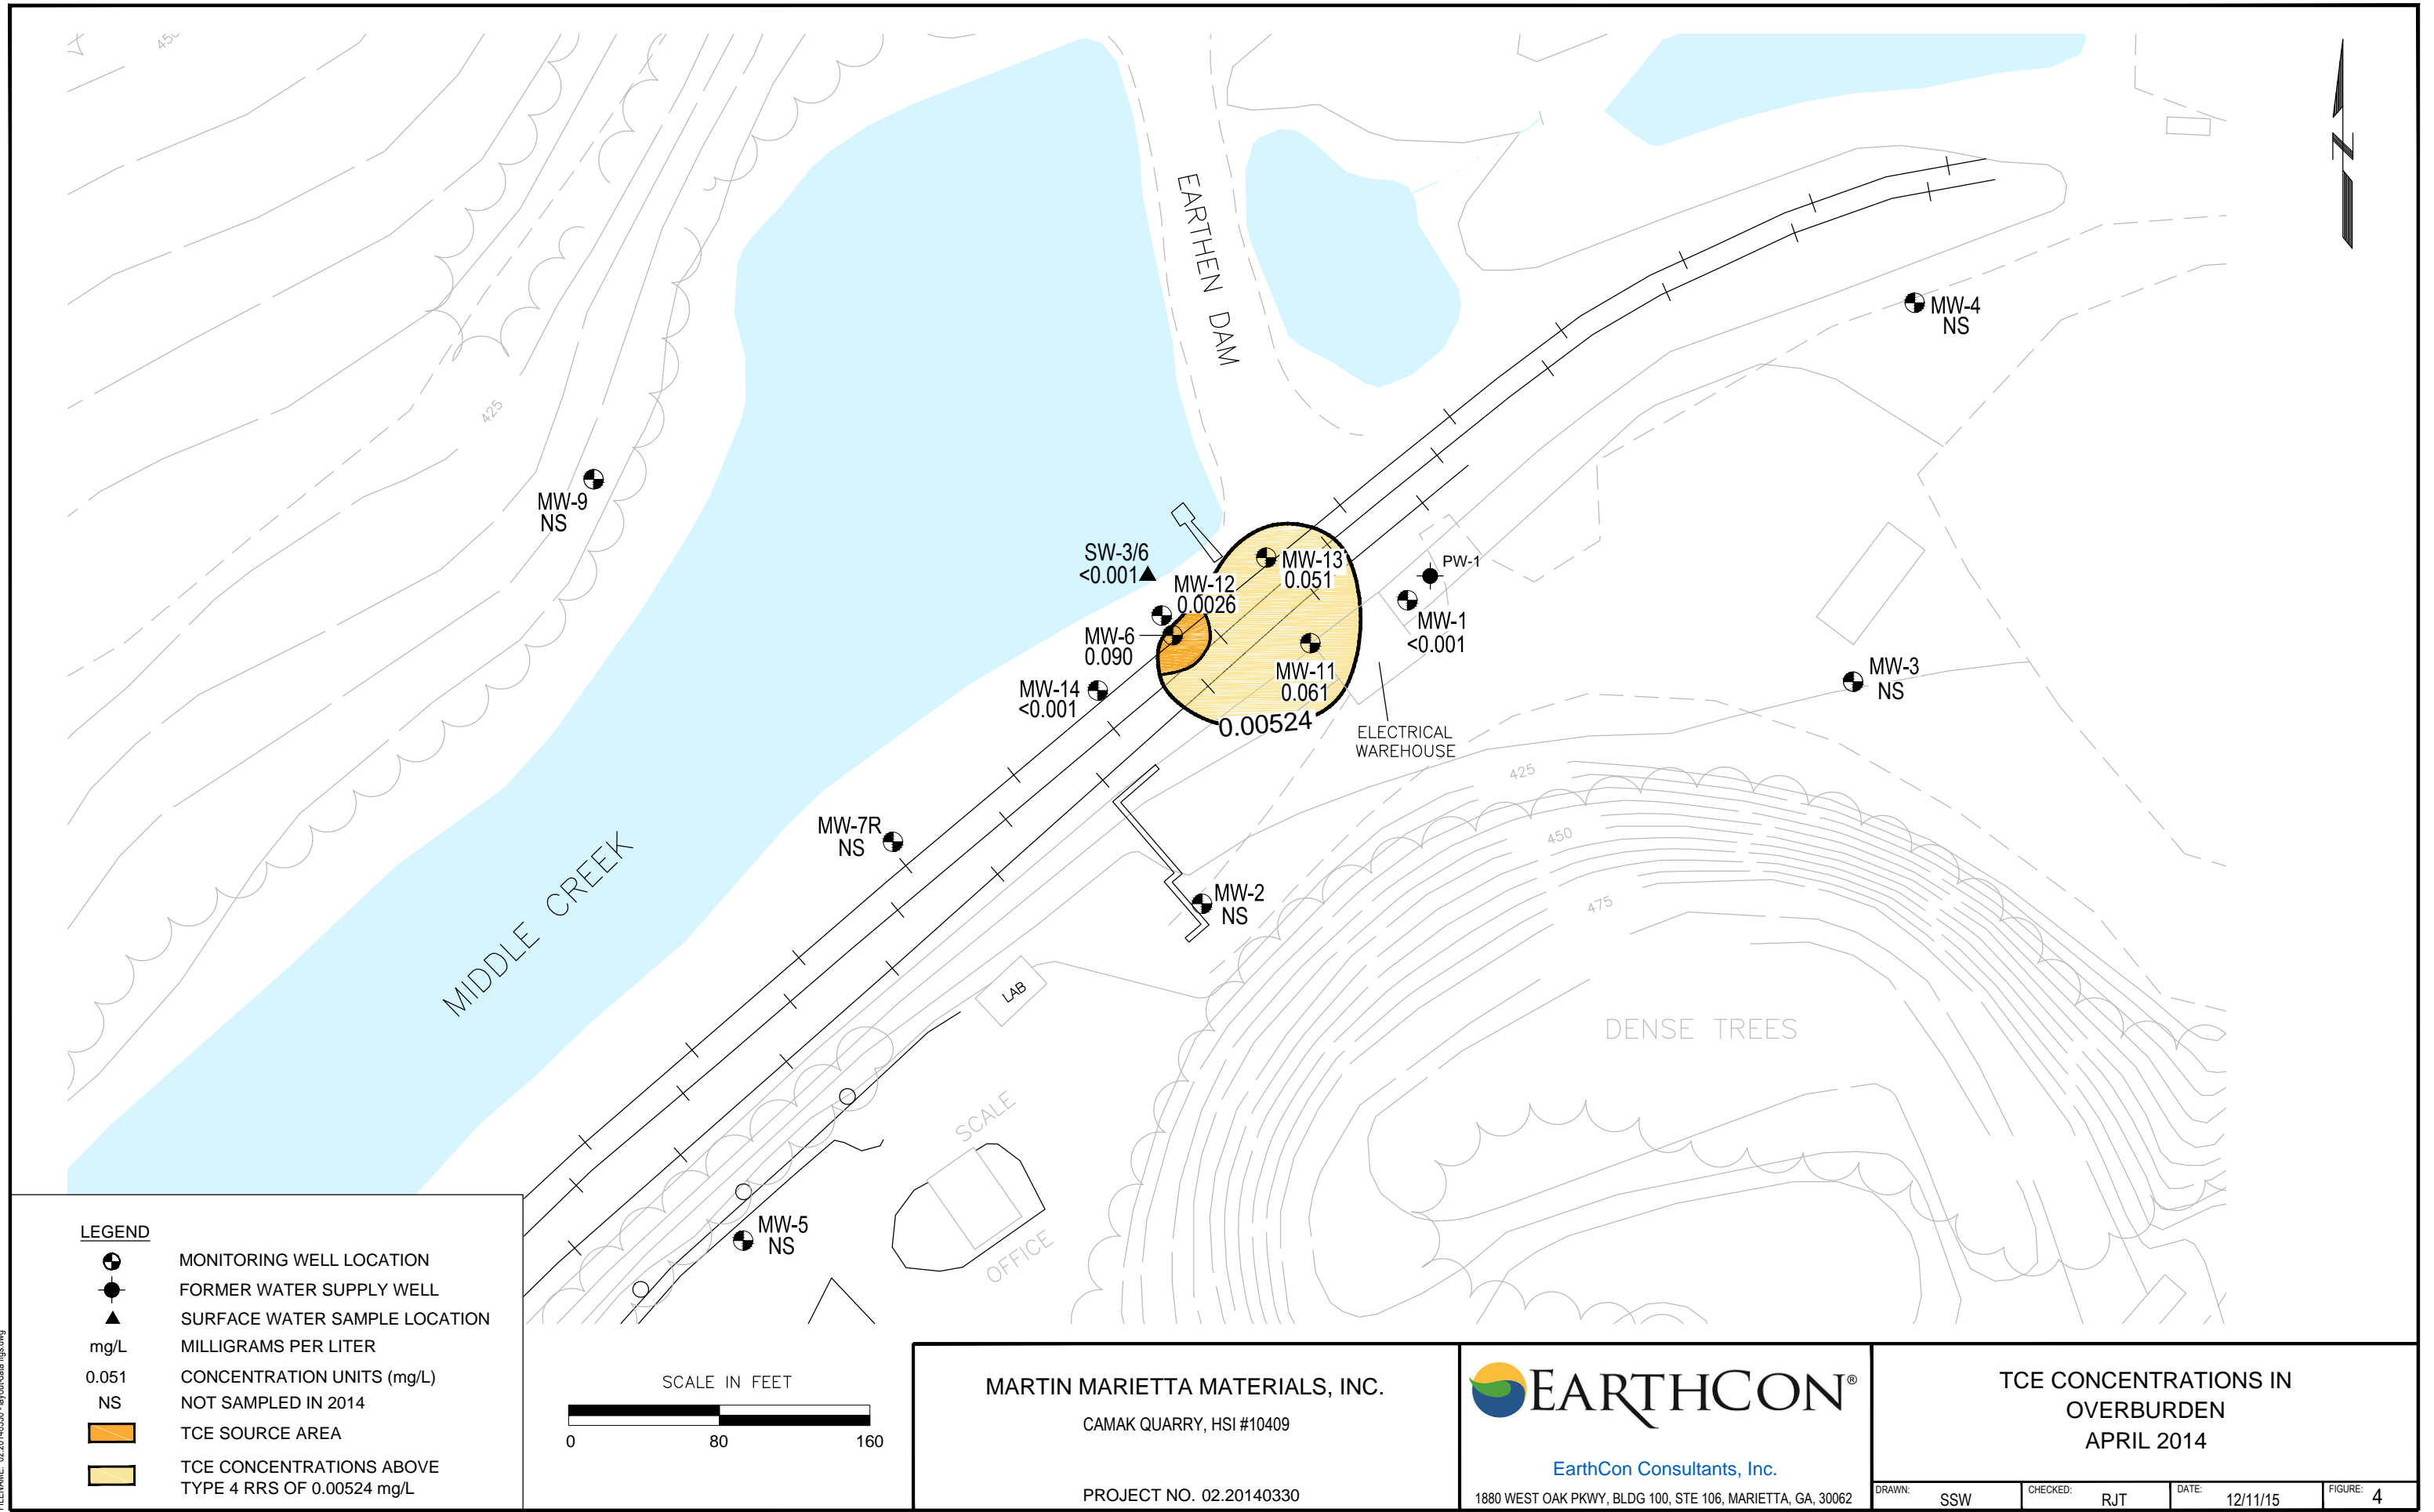 450
EARTHEN DAM
MW-4
NS
425
MW-9
NS
SW-3/6
<0.001
MW-13
0.051
PW-1
MW-12
0.0026
MW-6
0.090
MW-1
<0.001
MW-11
0.061
MW-14
<0.001
MW-3
NS
0.00524
ELECTRICAL
WAREHOUSE
425
450
475
MW-7R
NS
MIDDLE CREEK
MW-2
NS
LAB
DENSE TREES
SCALE
OFFICE
MW-5
NS
N
LEGEND
MONITORING WELL LOCATION
FORMER WATER SUPPLY WELL
SURFACE WATER SAMPLE LOCATION
mg/L MILLIGRAMS PER LITER
0.051 CONCENTRATION UNITS (mg/L)
NS NOT SAMPLED IN 2014
TCE SOURCE AREA
TCE CONCENTRATIONS ABOVE
TYPE 4 RRS OF 0.00524 mg/L
SCALE IN FEET
0 80 160
MARTIN MARIETTA MATERIALS, INC.
CAMAK QUARRY, HSI #10409
PROJECT NO. 02.20140330
EARTHCON®
EarthCon Consultants, Inc.
1880 WEST OAK PKWY, BLDG 100, STE 106, MARIETTA, GA, 30062
TCE CONCENTRATIONS IN
OVERBURDEN
APRIL 2014
DRAWN: SSW
CHECKED: RJT
DATE: 12/11/15
FIGURE: 4